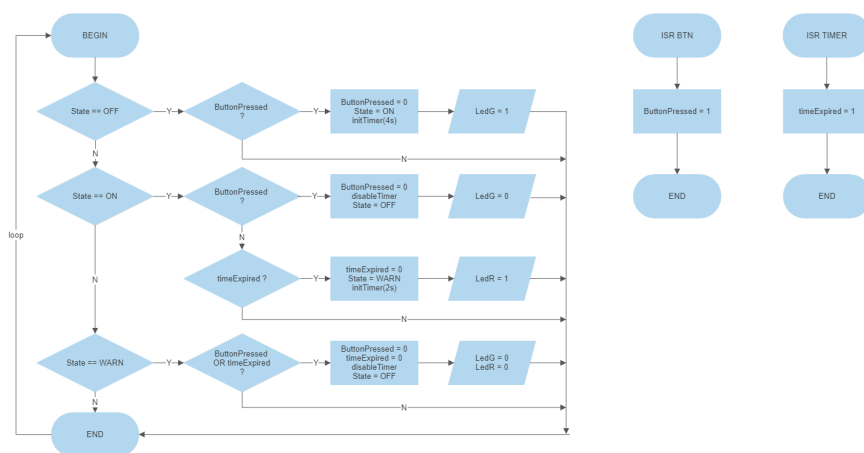 BEGIN
ISR BTN
ISR TIMER
State == OFF
Y
ButtonPressed
?
Y
ButtonPressed = 0
State = ON
initTimer(4s)
LedG = 1
ButtonPressed = 1
timeExpired = 1
N
N
State == ON
Y
ButtonPressed
?
Y
ButtonPressed = 0
disableTimer
State = OFF
LedG = 0
END
END
loop
N
N
timeExpired ?
Y
timeExpired = 0
State = WARN
initTimer(2s)
LedR = 1
N
State == WARN
Y
ButtonPressed
OR timeExpired
?
Y
ButtonPressed = 0
timeExpired = 0
disableTimer
State = OFF
LedG = 0
LedR = 0
N
N
END